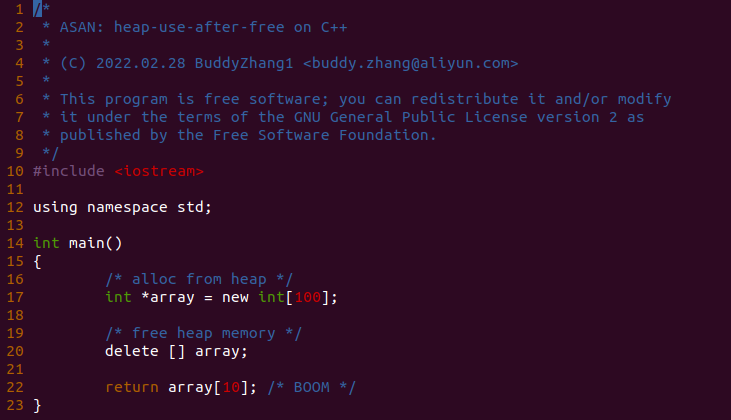 1 /*
2  * ASAN: heap-use-after-free on C++
3  *
4  * (C) 2022.02.28 BuddyZhang1 <buddy.zhang@aliyun.com>
5  *
6  * This program is free software; you can redistribute it and/or modify
7  * it under the terms of the GNU General Public License version 2 as
8  * published by the Free Software Foundation.
9  */
10 #include <iostream>
11
12 using namespace std;
13
14 int main()
15 {
16         /* alloc from heap */
17         int *array = new int[100];
18
19         /* free heap memory */
20         delete [] array;
21
22         return array[10]; /* BOOM */
23 }